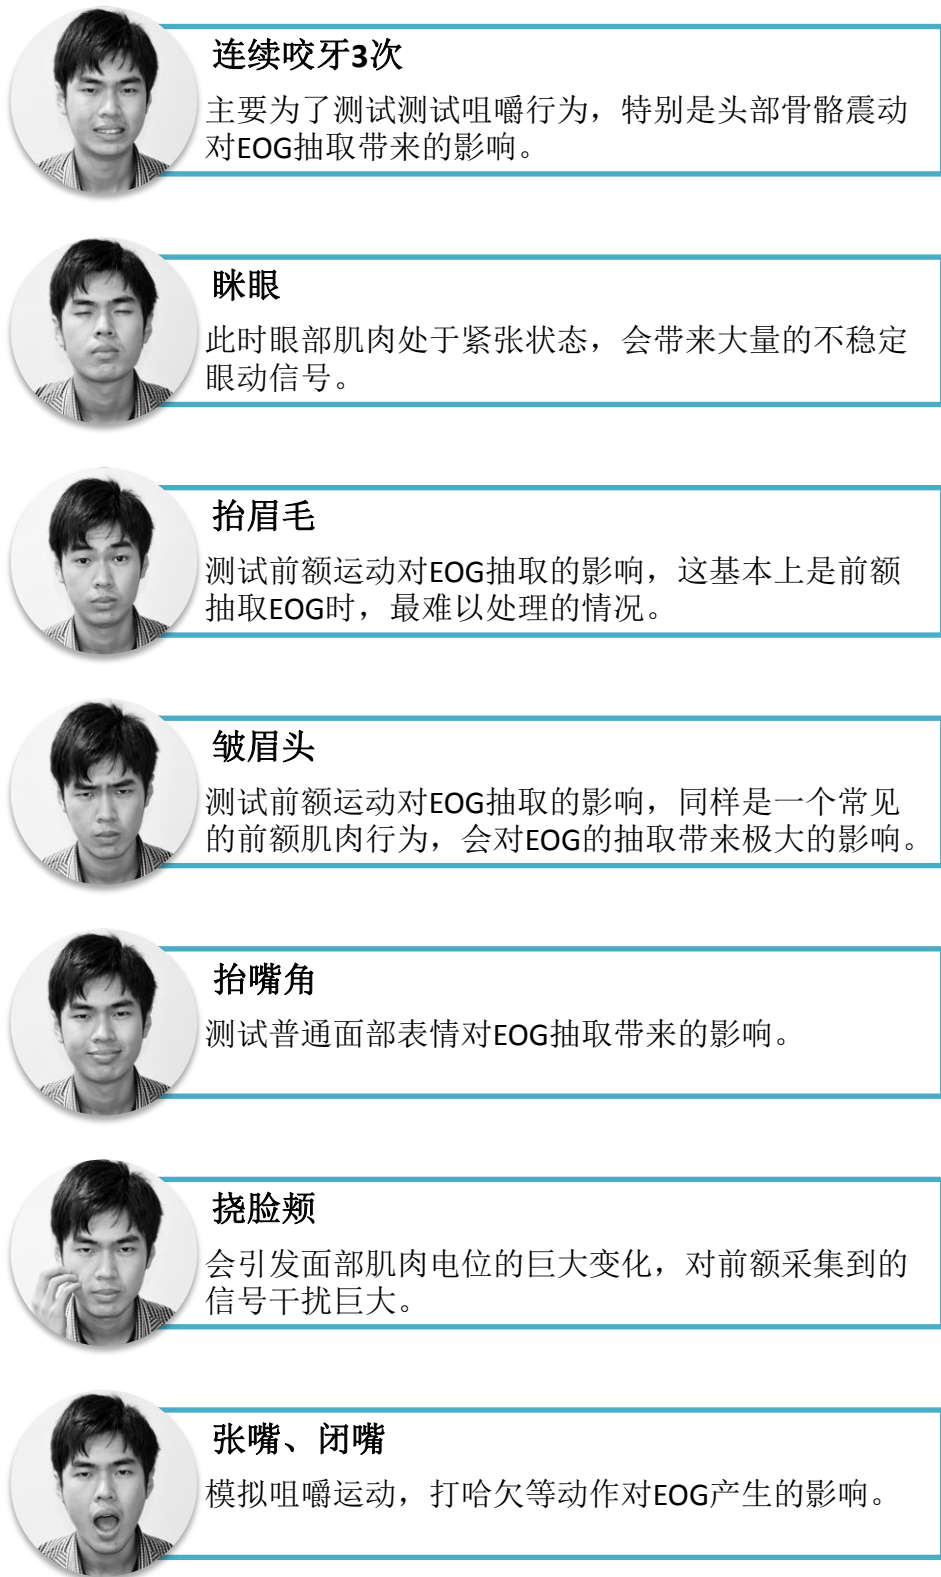 连续咬牙3次
主要为了测试测试咀嚼行为，特别是头部骨骼震动
对EOG抽取带来的影响。
眯眼
此时眼部肌肉处于紧张状态，会带来大量的不稳定
眼动信号。
抬眉毛
测试前额运动对EOG抽取的影响，这基本上是前额
抽取EOG时，最难以处理的情况。
皱眉头
测试前额运动对EOG抽取的影响，同样是一个常见
的前额肌肉行为，会对EOG的抽取带来极大的影响。
抬嘴角
测试普通面部表情对EOG抽取带来的影响。
挠脸颊
会引发面部肌肉电位的巨大变化，对前额采集到的
信号干扰巨大。
张嘴、闭嘴
模拟咀嚼运动，打哈欠等动作对EOG产生的影响。